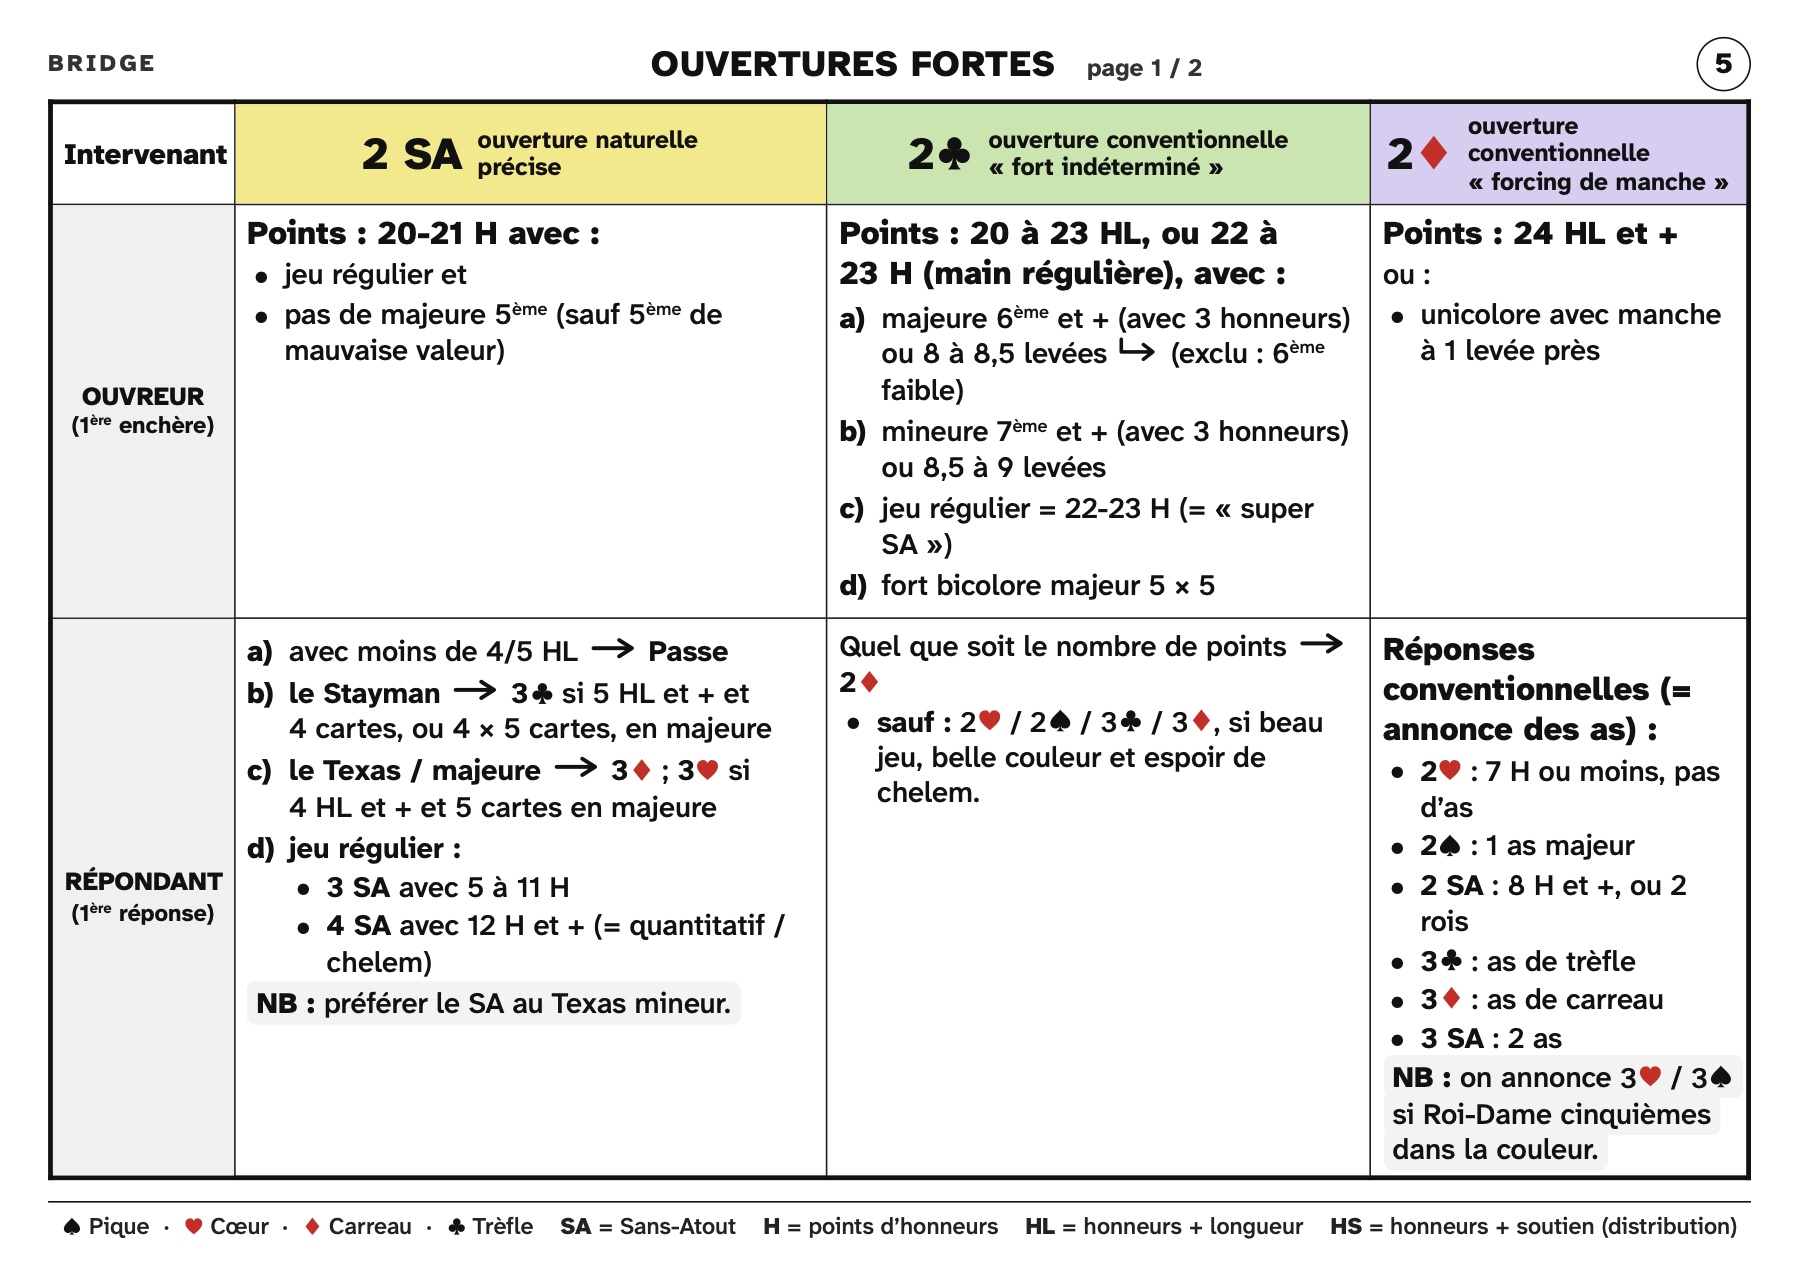 BRIDGE
OUVERTURES FORTES page 1 / 2
5
Intervenant
2 SA ouverture naturelle
précise
2♣ ouverture conventionnelle
« fort indéterminé »
2♦ ouverture
conventionnelle
« forcing de manche »
OUVREUR
(1ère enchère)
Points : 20-21 H avec :
• jeu régulier et
• pas de majeure 5ème (sauf 5ème de
mauvaise valeur)
Points : 20 à 23 HL, ou 22 à
23 H (main régulière), avec :
a) majeure 6ème et + (avec 3 honneurs)
ou 8 à 8,5 levées ↳ (exclu : 6ème
faible)
b) mineure 7ème et + (avec 3 honneurs)
ou 8,5 à 9 levées
c) jeu régulier = 22-23 H (= « super
SA »)
d) fort bicolore majeur 5 × 5
Points : 24 HL et +
ou :
• unicolore avec manche
à 1 levée près
RÉPONDANT
(1ère réponse)
a) avec moins de 4/5 HL → Passe
b) le Stayman → 3♣ si 5 HL et + et
4 cartes, ou 4 × 5 cartes, en majeure
c) le Texas / majeure → 3♦ ; 3♥ si
4 HL et + et 5 cartes en majeure
d) jeu régulier :
• 3 SA avec 5 à 11 H
• 4 SA avec 12 H et + (= quantitatif /
chelem)
NB : préférer le SA au Texas mineur.
Quel que soit le nombre de points →
2♦
• sauf : 2♥ / 2♠ / 3♣ / 3♦, si beau
jeu, belle couleur et espoir de
chelem.
Réponses
conventionnelles (=
annonce des as) :
• 2♥ : 7 H ou moins, pas
d’as
• 2♠ : 1 as majeur
• 2 SA : 8 H et +, ou 2
rois
• 3♣ : as de trèfle
• 3♦ : as de carreau
• 3 SA : 2 as
NB : on annonce 3♥ / 3♠
si Roi-Dame cinquièmes
dans la couleur.
♠ Pique · ♥ Cœur · ♦ Carreau · ♣ Trèfle SA = Sans-Atout H = points d’honneurs HL = honneurs + longueur HS = honneurs + soutien (distribution)